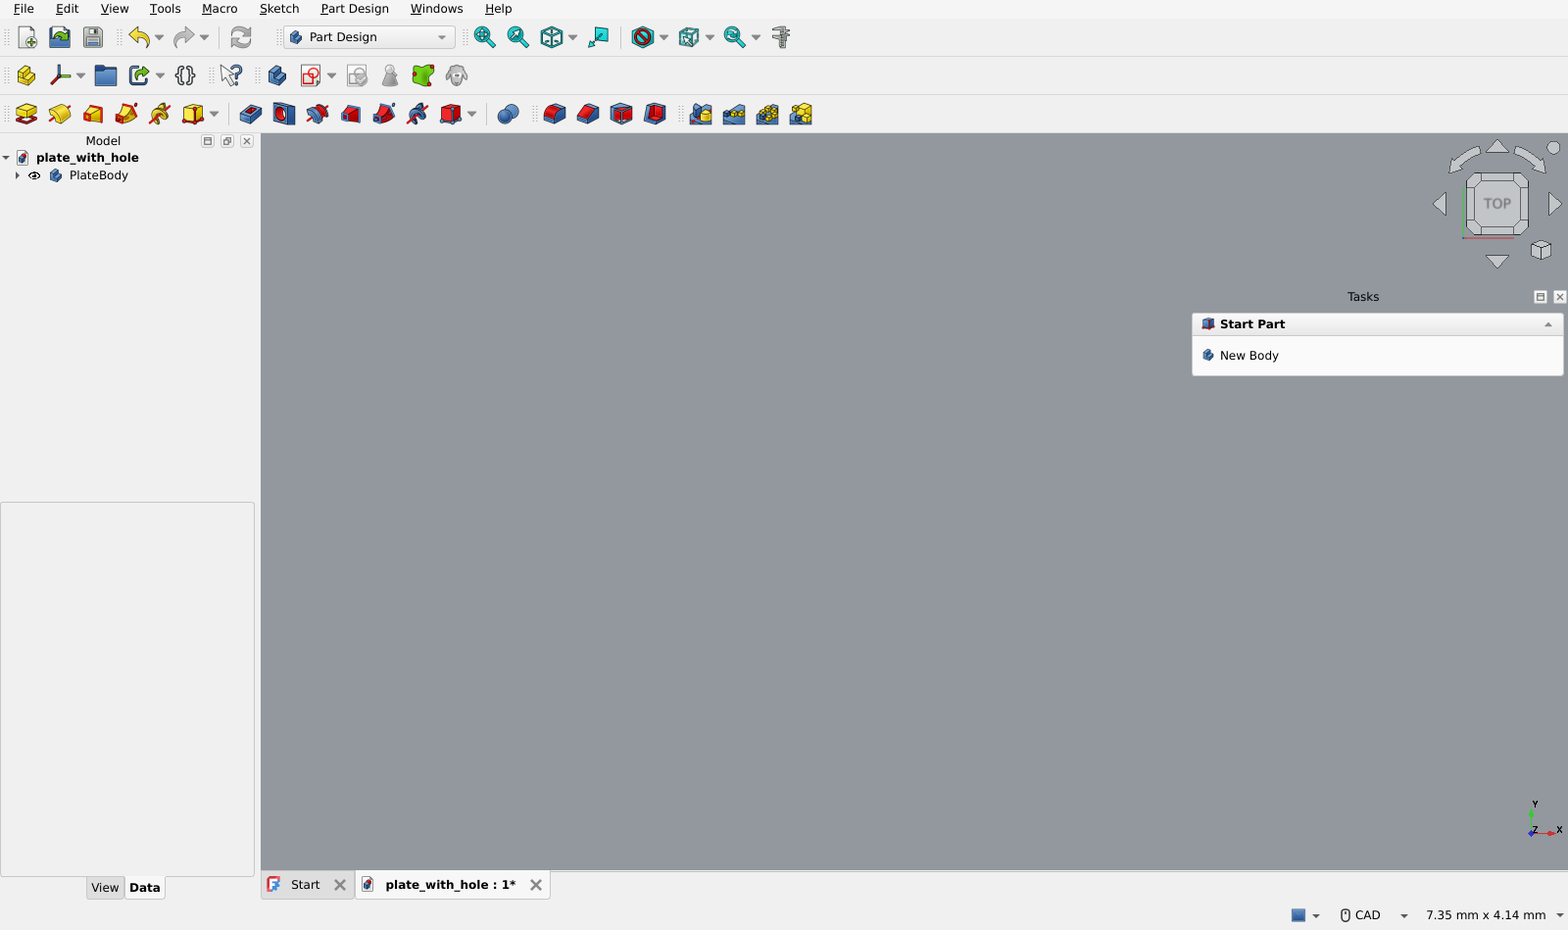 File Edit View Tools Macro Sketch Part Design Windows Help
Part Design
Model
plate_with_hole
PlateBody
TOP
Tasks
Start Part
New Body
Y
Z X
View Data
Start plate_with_hole : 1*
CAD 7.35 mm x 4.14 mm